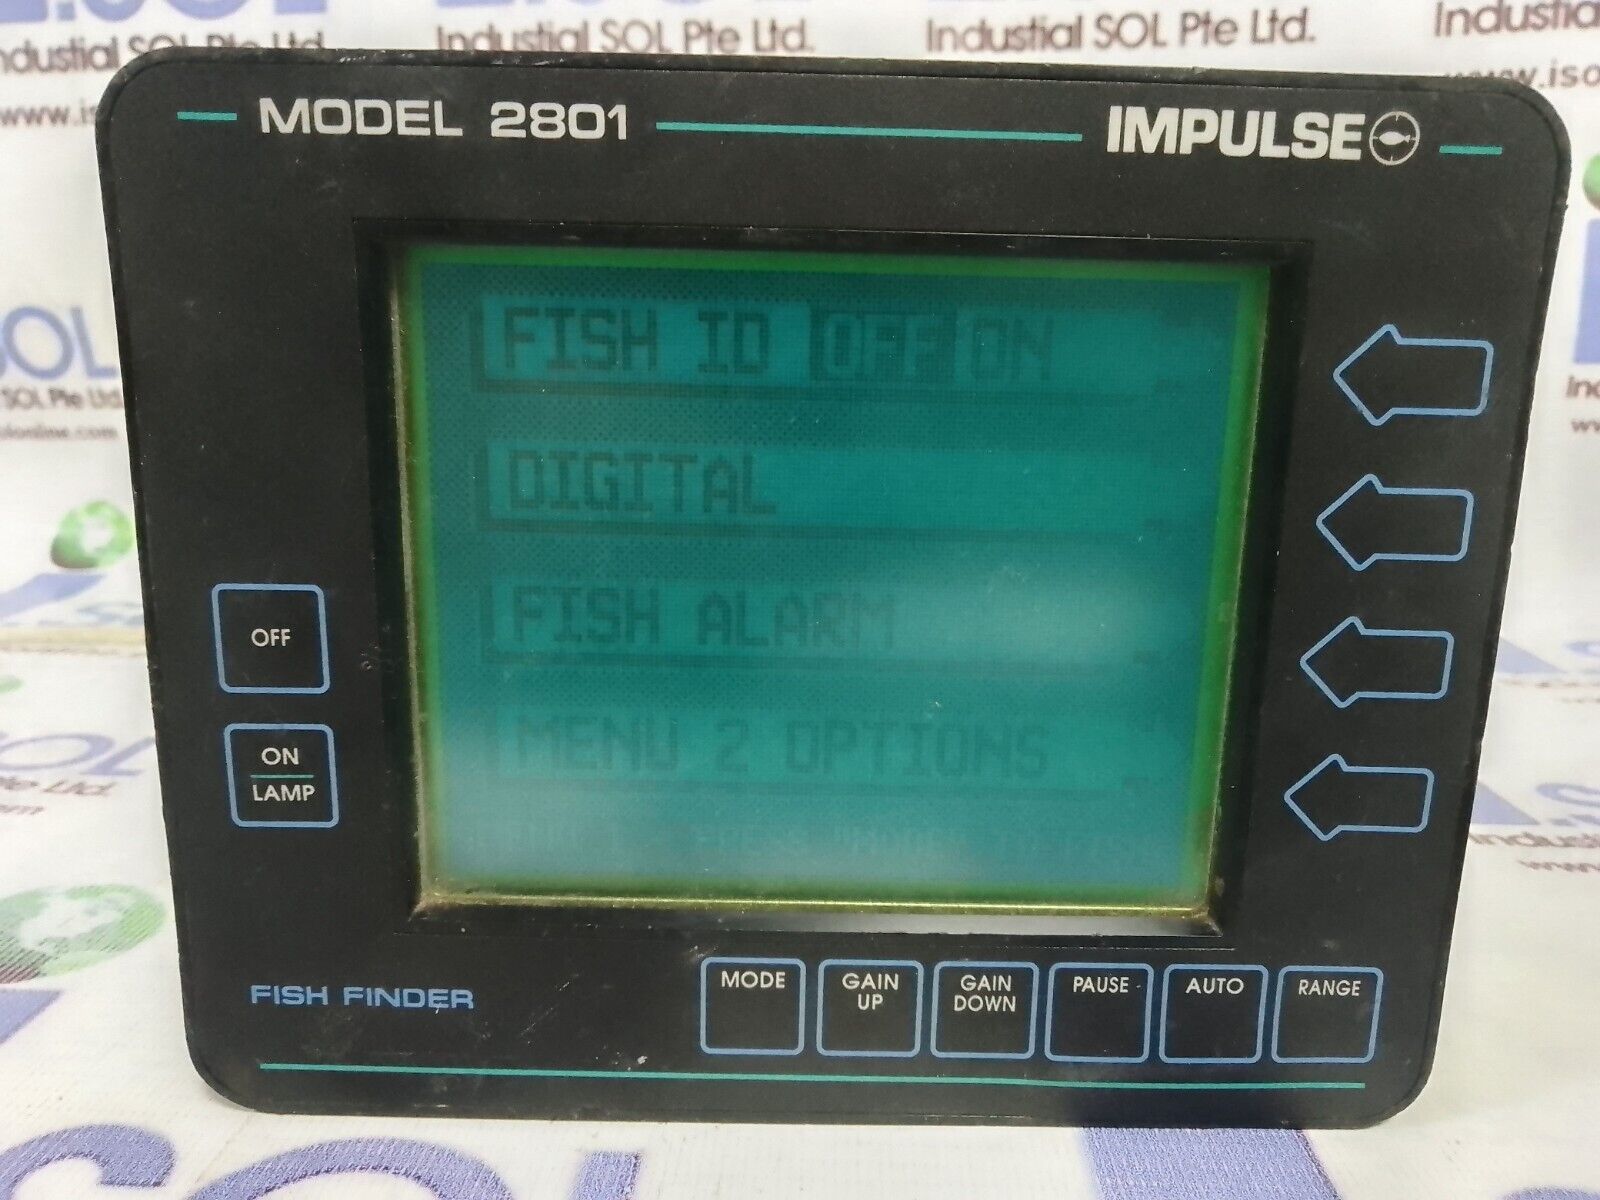 Industial SOL Pte Ltd.
Industial SOL Pte Ltd.
MODEL 2801
IMPULSE
FISH ID OFF ON
DIGITAL
FISH ALARM
MENU 2 OPTIONS
OFF
ON
LAMP
FISH FINDER
MODE
GAIN UP
GAIN DOWN
PAUSE
AUTO
RANGE